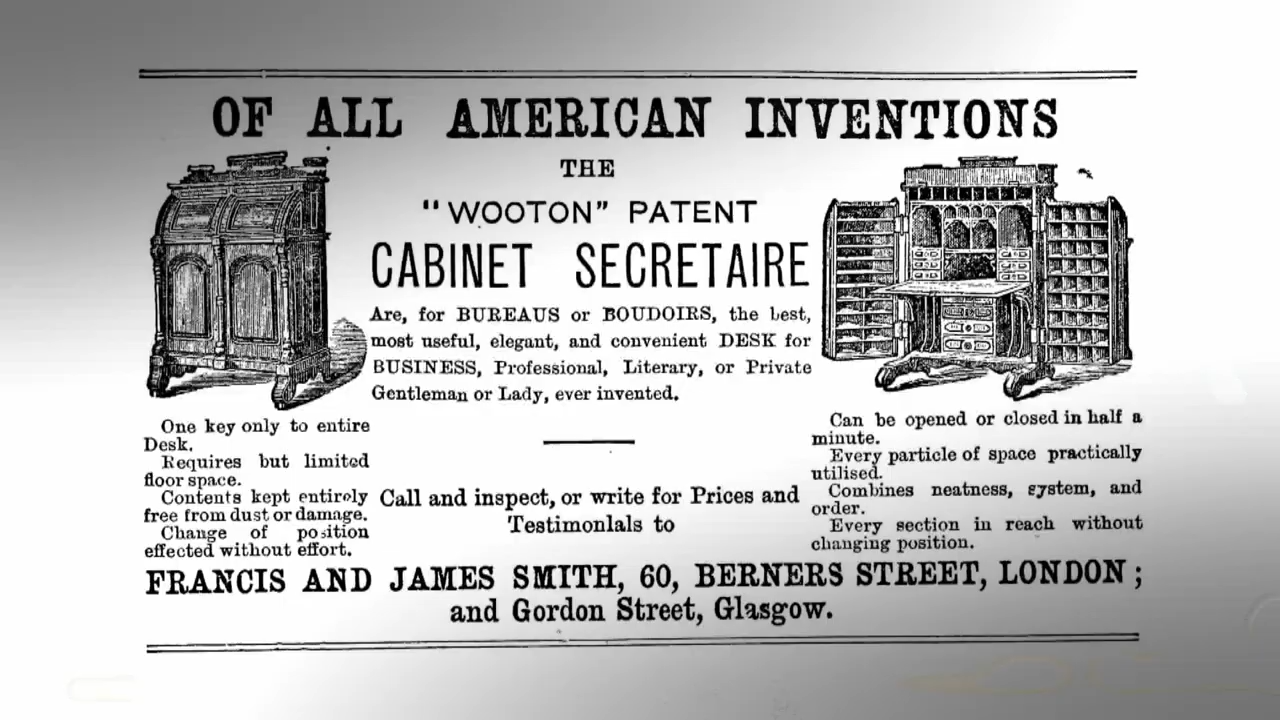 OF ALL AMERICAN INVENTIONS
THE
"WOOTON" PATENT
CABINET SECRETAIRE
Are, for BUREAUS or BOUDOIRS, the best,
most useful, elegant, and convenient DESK for
BUSINESS, Professional, Literary, or Private
Gentleman or Lady, ever invented.
One key only to entire
Desk.
Requires but limited
floor space.
Contents kept entirely
free from dust or damage.
Change of position
effected without effort.
Call and inspect, or write for Prices and
Testimonials to
Can be opened or closed in half a
minute.
Every particle of space practically
utilised.
Combines neatness, system, and
order.
Every section in reach without
changing position.
FRANCIS AND JAMES SMITH, 60, BERNERS STREET, LONDON;
and Gordon Street, Glasgow.